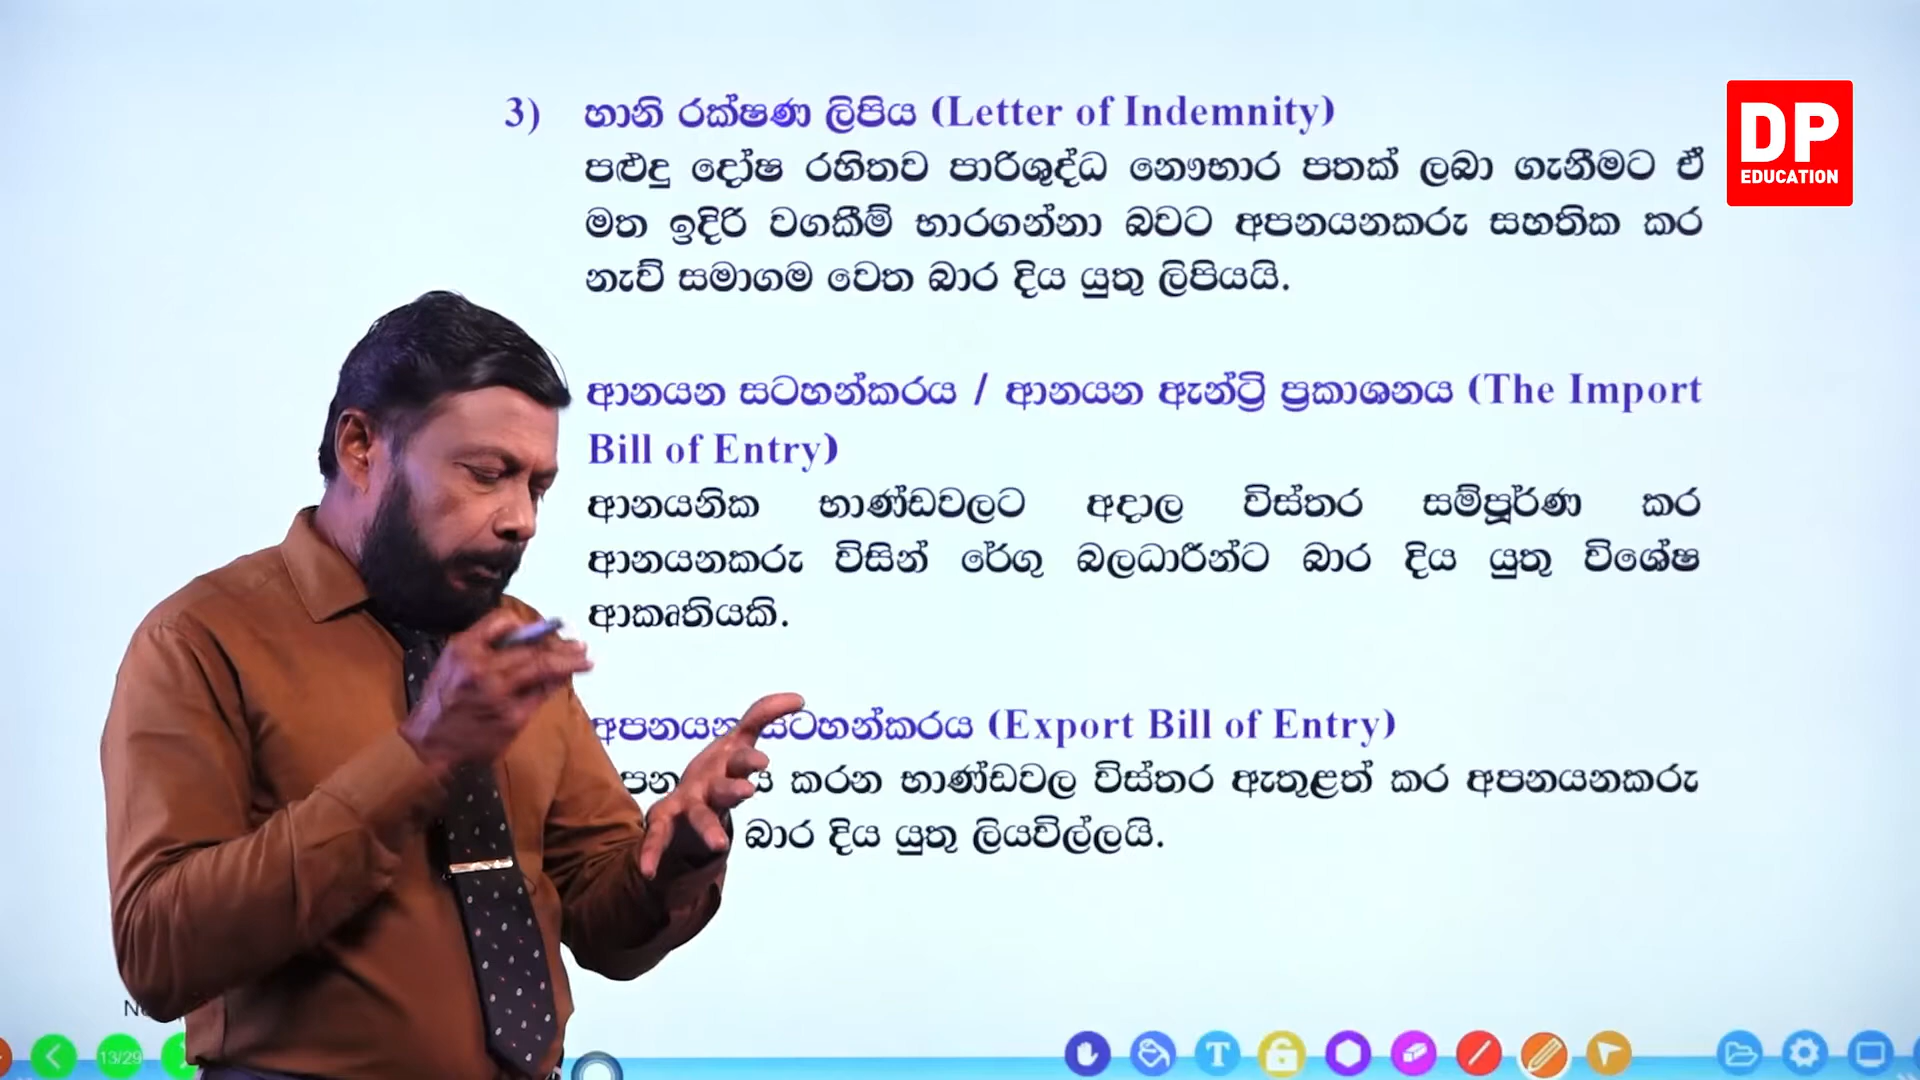 DP
EDUCATION
3) හානි රක්ෂණ ලිපිය (Letter of Indemnity)
පළුදු දෝෂ රහිතව පාරිශුද්ධ නෞභාර පතක් ලබා ගැනීමට ඒ
මත ඉදිරි වගකීම් භාරගන්නා බවට අපනයනකරු සහතික කර
නැව් සමාගම වෙත බාර දිය යුතු ලිපියයි.
ආනයන සටහන්කරය / ආනයන ඇන්ට්‍රි ප්‍රකාශනය (The Import
Bill of Entry)
ආනයනික භාණ්ඩවලට අදාල විස්තර සම්පූර්ණ කර
ආනයනකරු විසින් රේගු බලධාරීන්ට බාර දිය යුතු විශේෂ
ආකෘතියකි.
අපනයන සටහන්කරය (Export Bill of Entry)
කරන භාණ්ඩවල විස්තර ඇතුළත් කර අපනයනකරු
බාර දිය යුතු ලියවිල්ලයි.
13/29